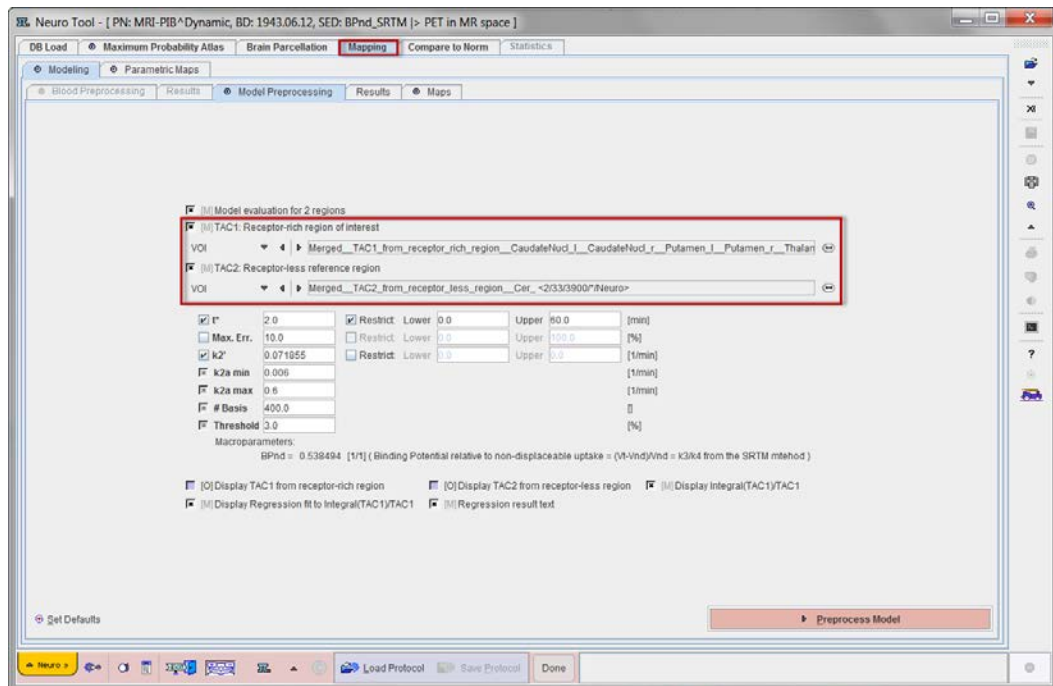 Neuro Tool - [ PN: MRI-PIB^Dynamic, BD: 1943.06.12, SED: BPnd_SRTM |> PET in MR space ]
DB Load Maximum Probability Atlas Brain Parcellation Mapping Compare to Norm Statistics
Modeling Parametric Maps
Blood Preprocessing Results Model Preprocessing Results Maps
[M] Model evaluation for 2 regions
[M] TAC1: Receptor-rich region of interest
VOI Merged__TAC1_from_receptor_rich_region__CaudateNucl_l__CaudateNucl_r__Putamen_l__Putamen_r__Thalan
[M] TAC2: Receptor-less reference region
VOI Merged__TAC2_from_receptor_less_region__Cer_ <2/33/3900/*/Neuro>
t* 2.0 Restrict Lower 0.0 Upper 60.0 [min]
Max. Err. 10.0 Restrict Lower 0.0 Upper 100.0 [%]
k2' 0.071855 Restrict Lower 0.0 Upper 0.0 [1/min]
k2a min 0.006 [1/min]
k2a max 0.6 [1/min]
# Basis 400.0 []
Threshold 3.0 [%]
Macroparameters:
BPnd = 0.538494 [1/1] ( Binding Potential relative to non-displaceable uptake = (Vt-Vnd)/Vnd = k3/k4 from the SRTM mtehod )
[O] Display TAC1 from receptor-rich region [O] Display TAC2 from receptor-less region [M] Display Integral(TAC1)/TAC1
[M] Display Regression fit to Integral(TAC1)/TAC1 [M] Regression result text
Set Defaults Preprocess Model
Neuro Load Protocol Save Protocol Done